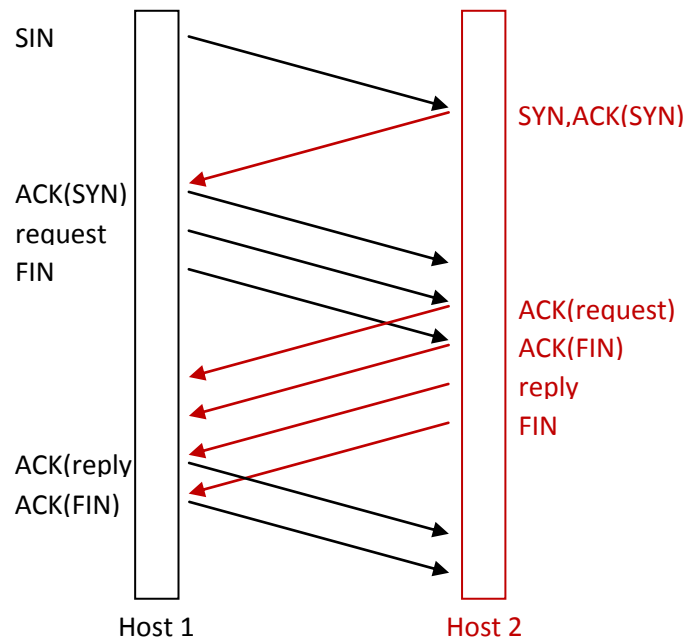 SIN
SYN,ACK(SYN)
ACK(SYN)
request
FIN
ACK(request)
ACK(FIN)
reply
FIN
ACK(reply
ACK(FIN)
Host 1
Host 2